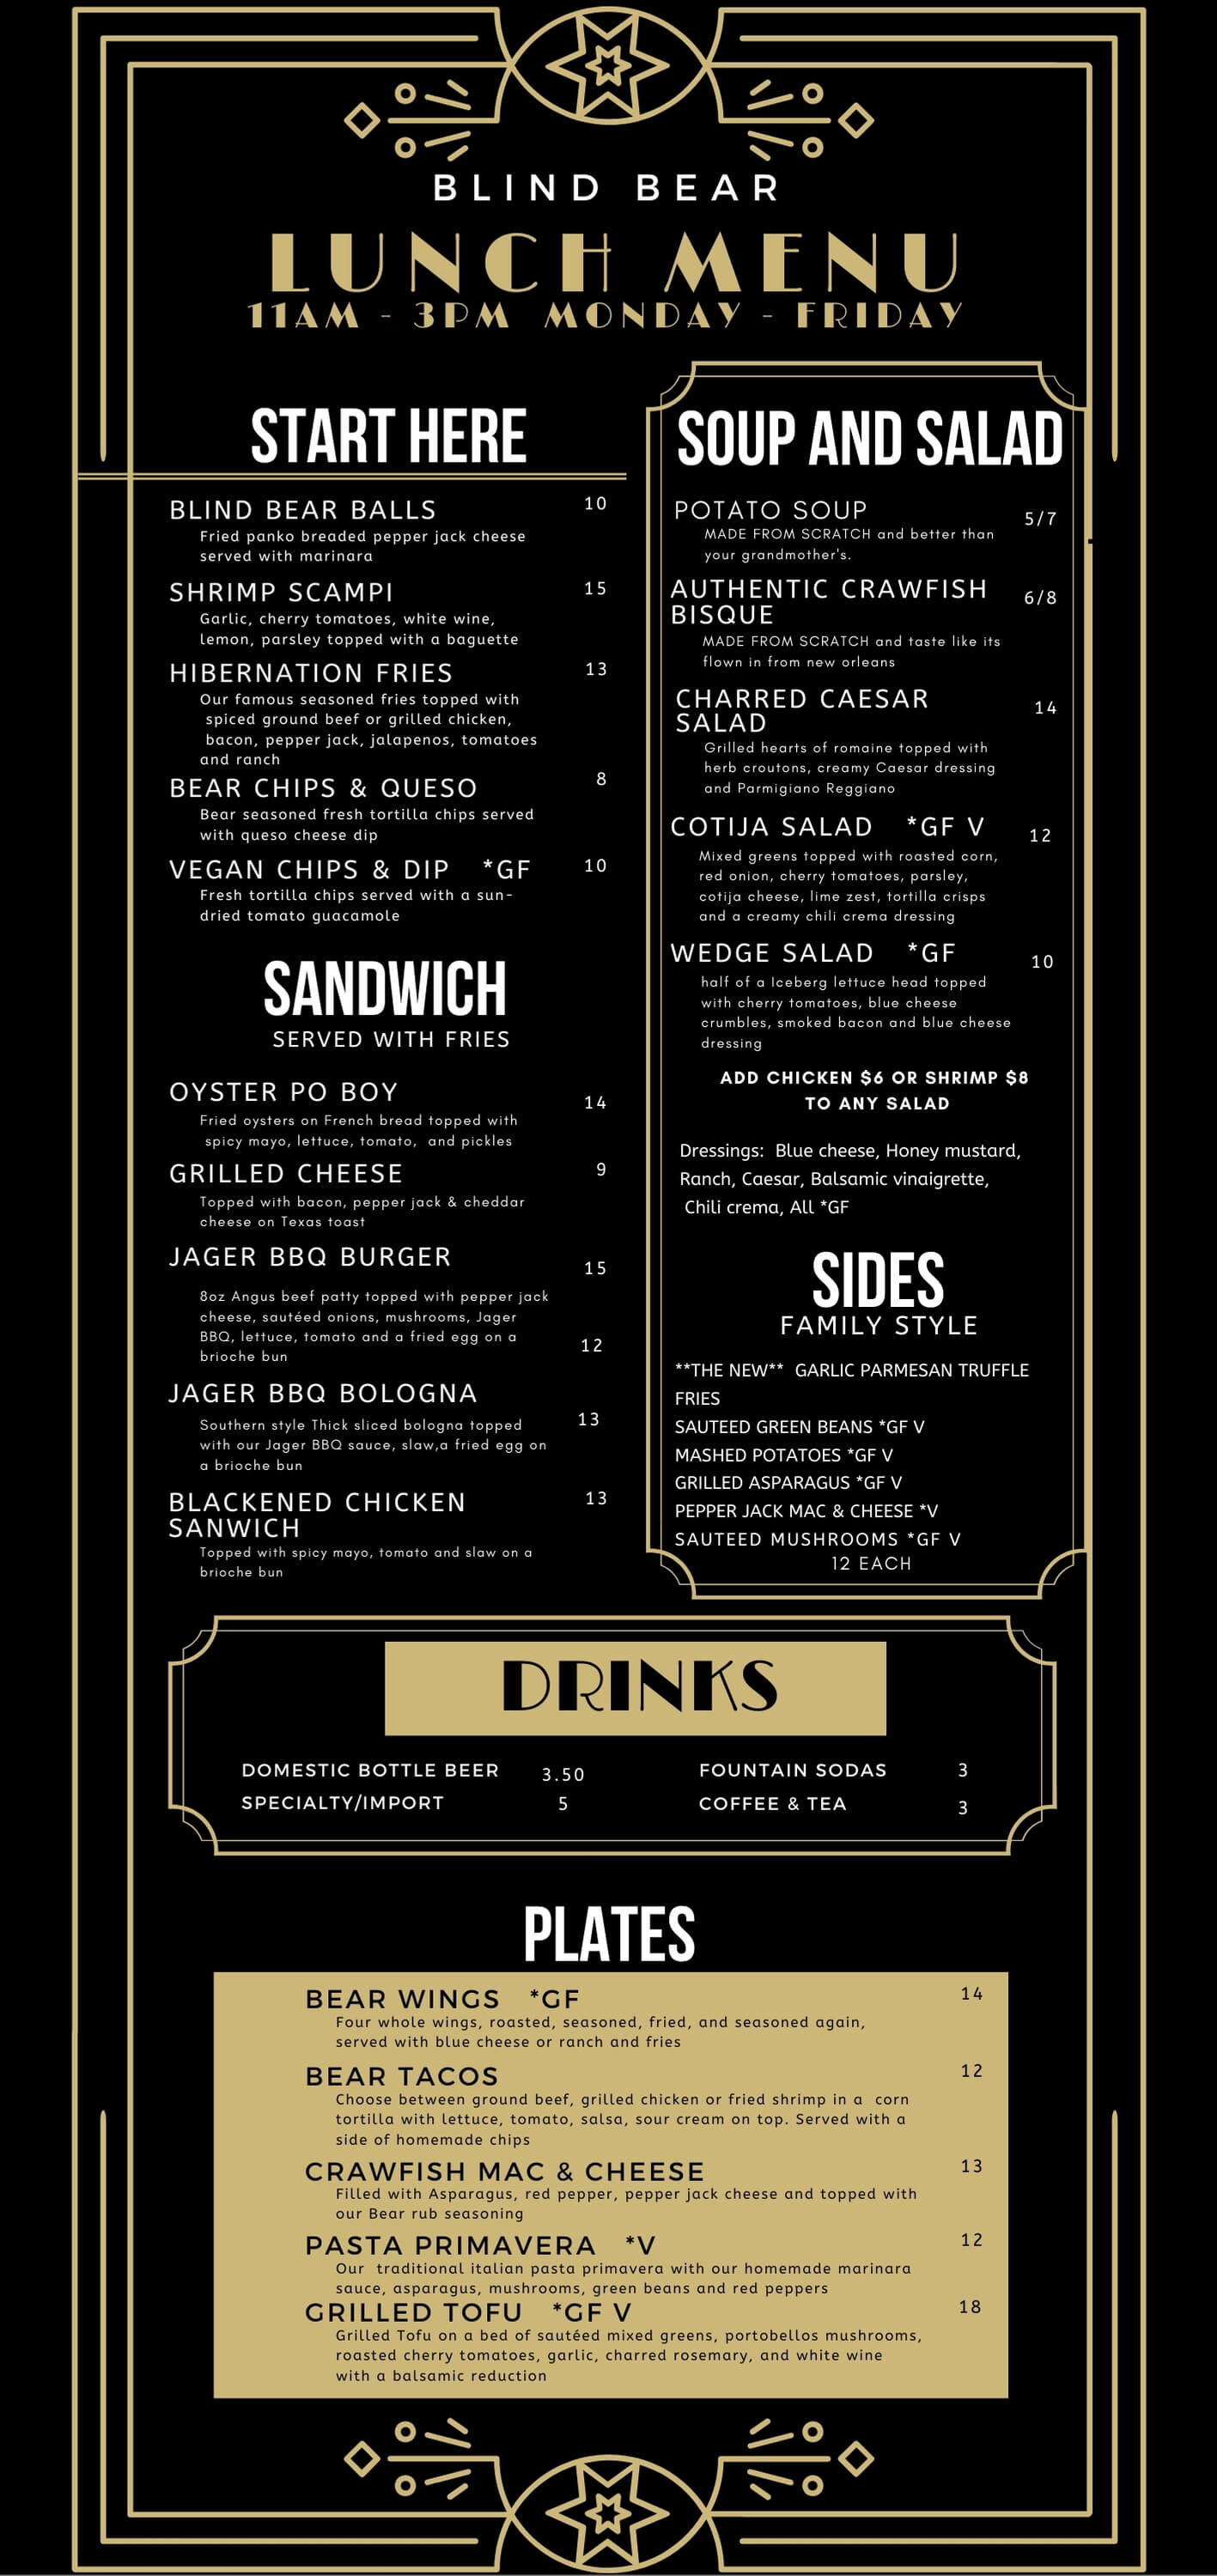 BLIND BEAR
LUNCH MENU
11AM - 3PM MONDAY - FRIDAY
START HERE
BLIND BEAR BALLS 10
Fried panko breaded pepper jack cheese
served with marinara
SHRIMP SCAMPI 15
Garlic, cherry tomatoes, white wine,
lemon, parsley topped with a baguette
HIBERNATION FRIES 13
Our famous seasoned fries topped with
spiced ground beef or grilled chicken,
bacon, pepper jack, jalapenos, tomatoes
and ranch
BEAR CHIPS & QUESO 8
Bear seasoned fresh tortilla chips served
with queso cheese dip
VEGAN CHIPS & DIP *GF 10
Fresh tortilla chips served with a sun-
dried tomato guacamole
SANDWICH
SERVED WITH FRIES
OYSTER PO BOY 14
Fried oysters on French bread topped with
spicy mayo, lettuce, tomato, and pickles
GRILLED CHEESE 9
Topped with bacon, pepper jack & cheddar
cheese on Texas toast
JAGER BBQ BURGER 15
8oz Angus beef patty topped with pepper jack
cheese, sautéed onions, mushrooms, Jager
BBQ, lettuce, tomato and a fried egg on a 12
brioche bun
JAGER BBQ BOLOGNA
Southern style Thick sliced bologna topped 13
with our Jager BBQ sauce, slaw,a fried egg on
a brioche bun
BLACKENED CHICKEN 13
SANWICH
Topped with spicy mayo, tomato and slaw on a
brioche bun
SOUP AND SALAD
POTATO SOUP 5/7
MADE FROM SCRATCH and better than
your grandmother's.
AUTHENTIC CRAWFISH 6/8
BISQUE
MADE FROM SCRATCH and taste like its
flown in from new orleans
CHARRED CAESAR 14
SALAD
Grilled hearts of romaine topped with
herb croutons, creamy Caesar dressing
and Parmigiano Reggiano
COTIJA SALAD *GF V 12
Mixed greens topped with roasted corn,
red onion, cherry tomatoes, parsley,
cotija cheese, lime zest, tortilla crisps
and a creamy chili crema dressing
WEDGE SALAD *GF 10
half of a Iceberg lettuce head topped
with cherry tomatoes, blue cheese
crumbles, smoked bacon and blue cheese
dressing
ADD CHICKEN $6 OR SHRIMP $8
TO ANY SALAD
Dressings: Blue cheese, Honey mustard,
Ranch, Caesar, Balsamic vinaigrette,
Chili crema, All *GF
SIDES
FAMILY STYLE
**THE NEW** GARLIC PARMESAN TRUFFLE
FRIES
SAUTEED GREEN BEANS *GF V
MASHED POTATOES *GF V
GRILLED ASPARAGUS *GF V
PEPPER JACK MAC & CHEESE *V
SAUTEED MUSHROOMS *GF V
12 EACH
DRINKS
DOMESTIC BOTTLE BEER 3.50
SPECIALTY/IMPORT 5
FOUNTAIN SODAS 3
COFFEE & TEA 3
PLATES
BEAR WINGS *GF 14
Four whole wings, roasted, seasoned, fried, and seasoned again,
served with blue cheese or ranch and fries
BEAR TACOS 12
Choose between ground beef, grilled chicken or fried shrimp in a corn
tortilla with lettuce, tomato, salsa, sour cream on top. Served with a
side of homemade chips
CRAWFISH MAC & CHEESE 13
Filled with Asparagus, red pepper, pepper jack cheese and topped with
our Bear rub seasoning
PASTA PRIMAVERA *V 12
Our traditional italian pasta primavera with our homemade marinara
sauce, asparagus, mushrooms, green beans and red peppers
GRILLED TOFU *GF V 18
Grilled Tofu on a bed of sautéed mixed greens, portobellos mushrooms,
roasted cherry tomatoes, garlic, charred rosemary, and white wine
with a balsamic reduction